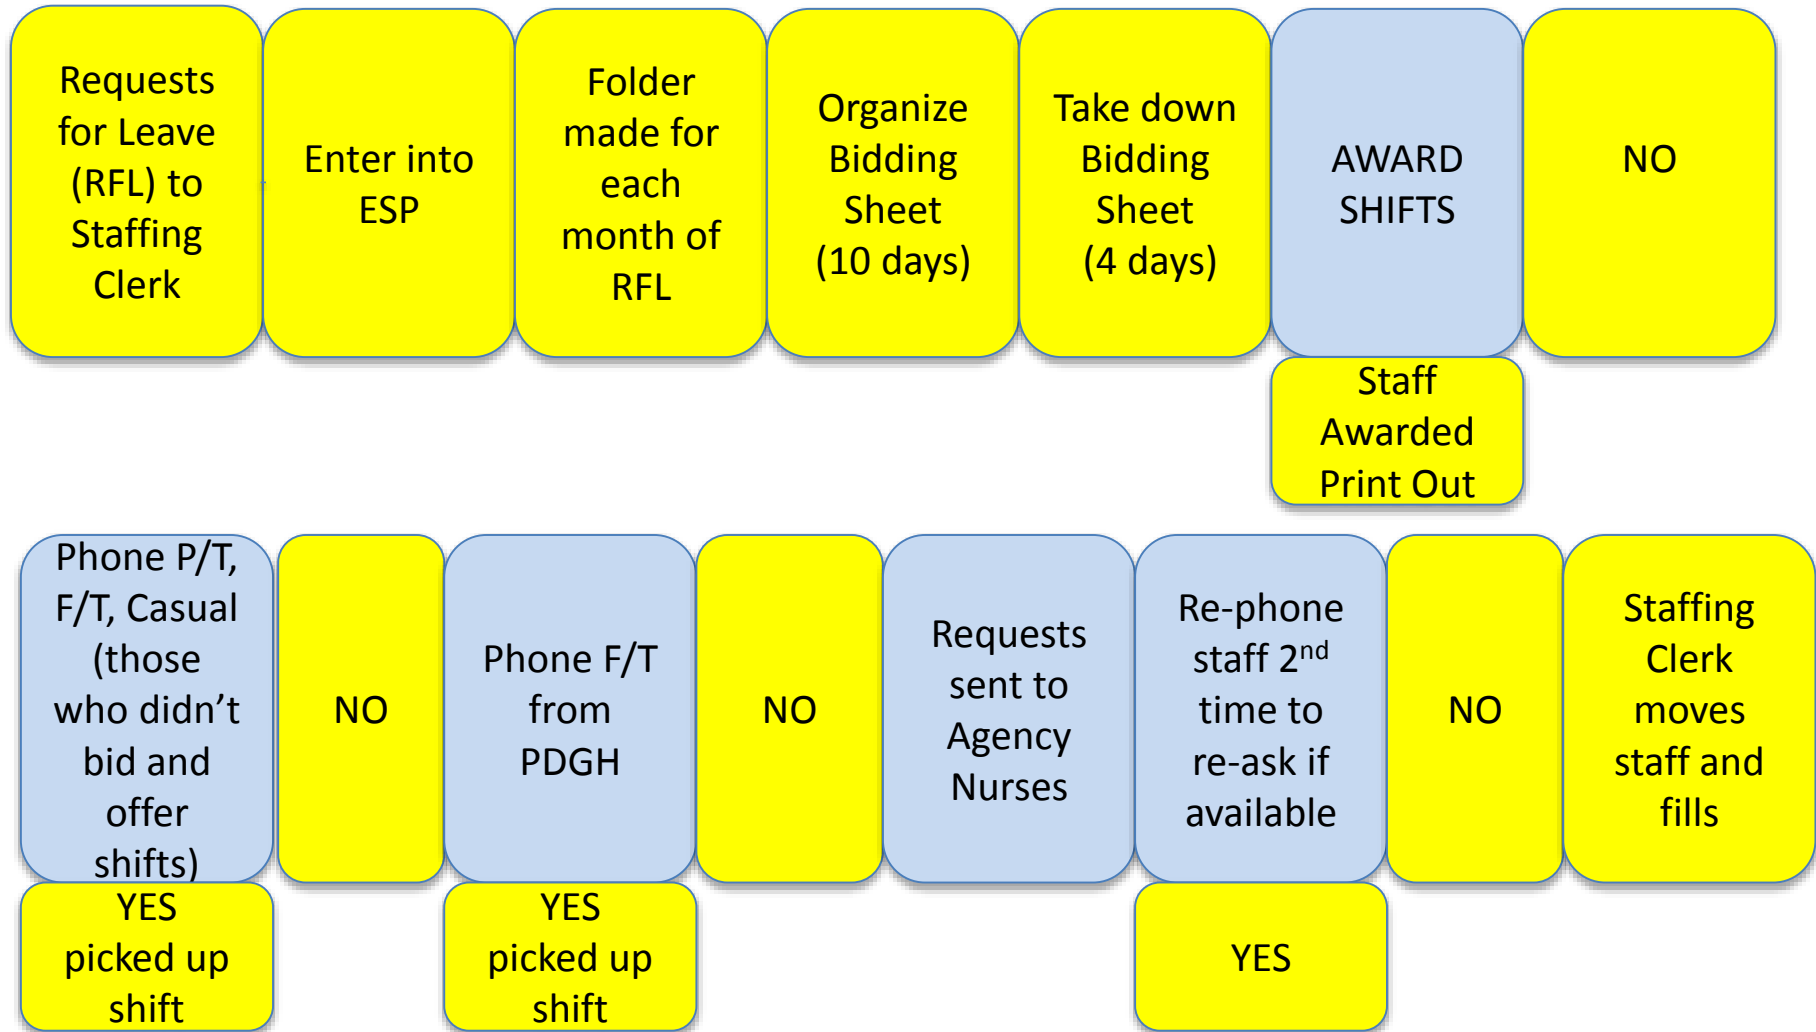 Requests
for Leave
(RFL) to
Staffing
Clerk
Enter into
ESP
Folder
made for
each
month of
RFL
Organize
Bidding
Sheet
(10 days)
Take down
Bidding
Sheet
(4 days)
AWARD
SHIFTS
NO
Staff
Awarded
Print Out
Phone P/T,
F/T, Casual
(those
who didn’t
bid and
offer
shifts)
YES
picked up
shift
NO
Phone F/T
from
PDGH
YES
picked up
shift
NO
Requests
sent to
Agency
Nurses
Re-phone
staff 2nd
time to
re-ask if
available
YES
NO
Staffing
Clerk
moves
staff and
fills